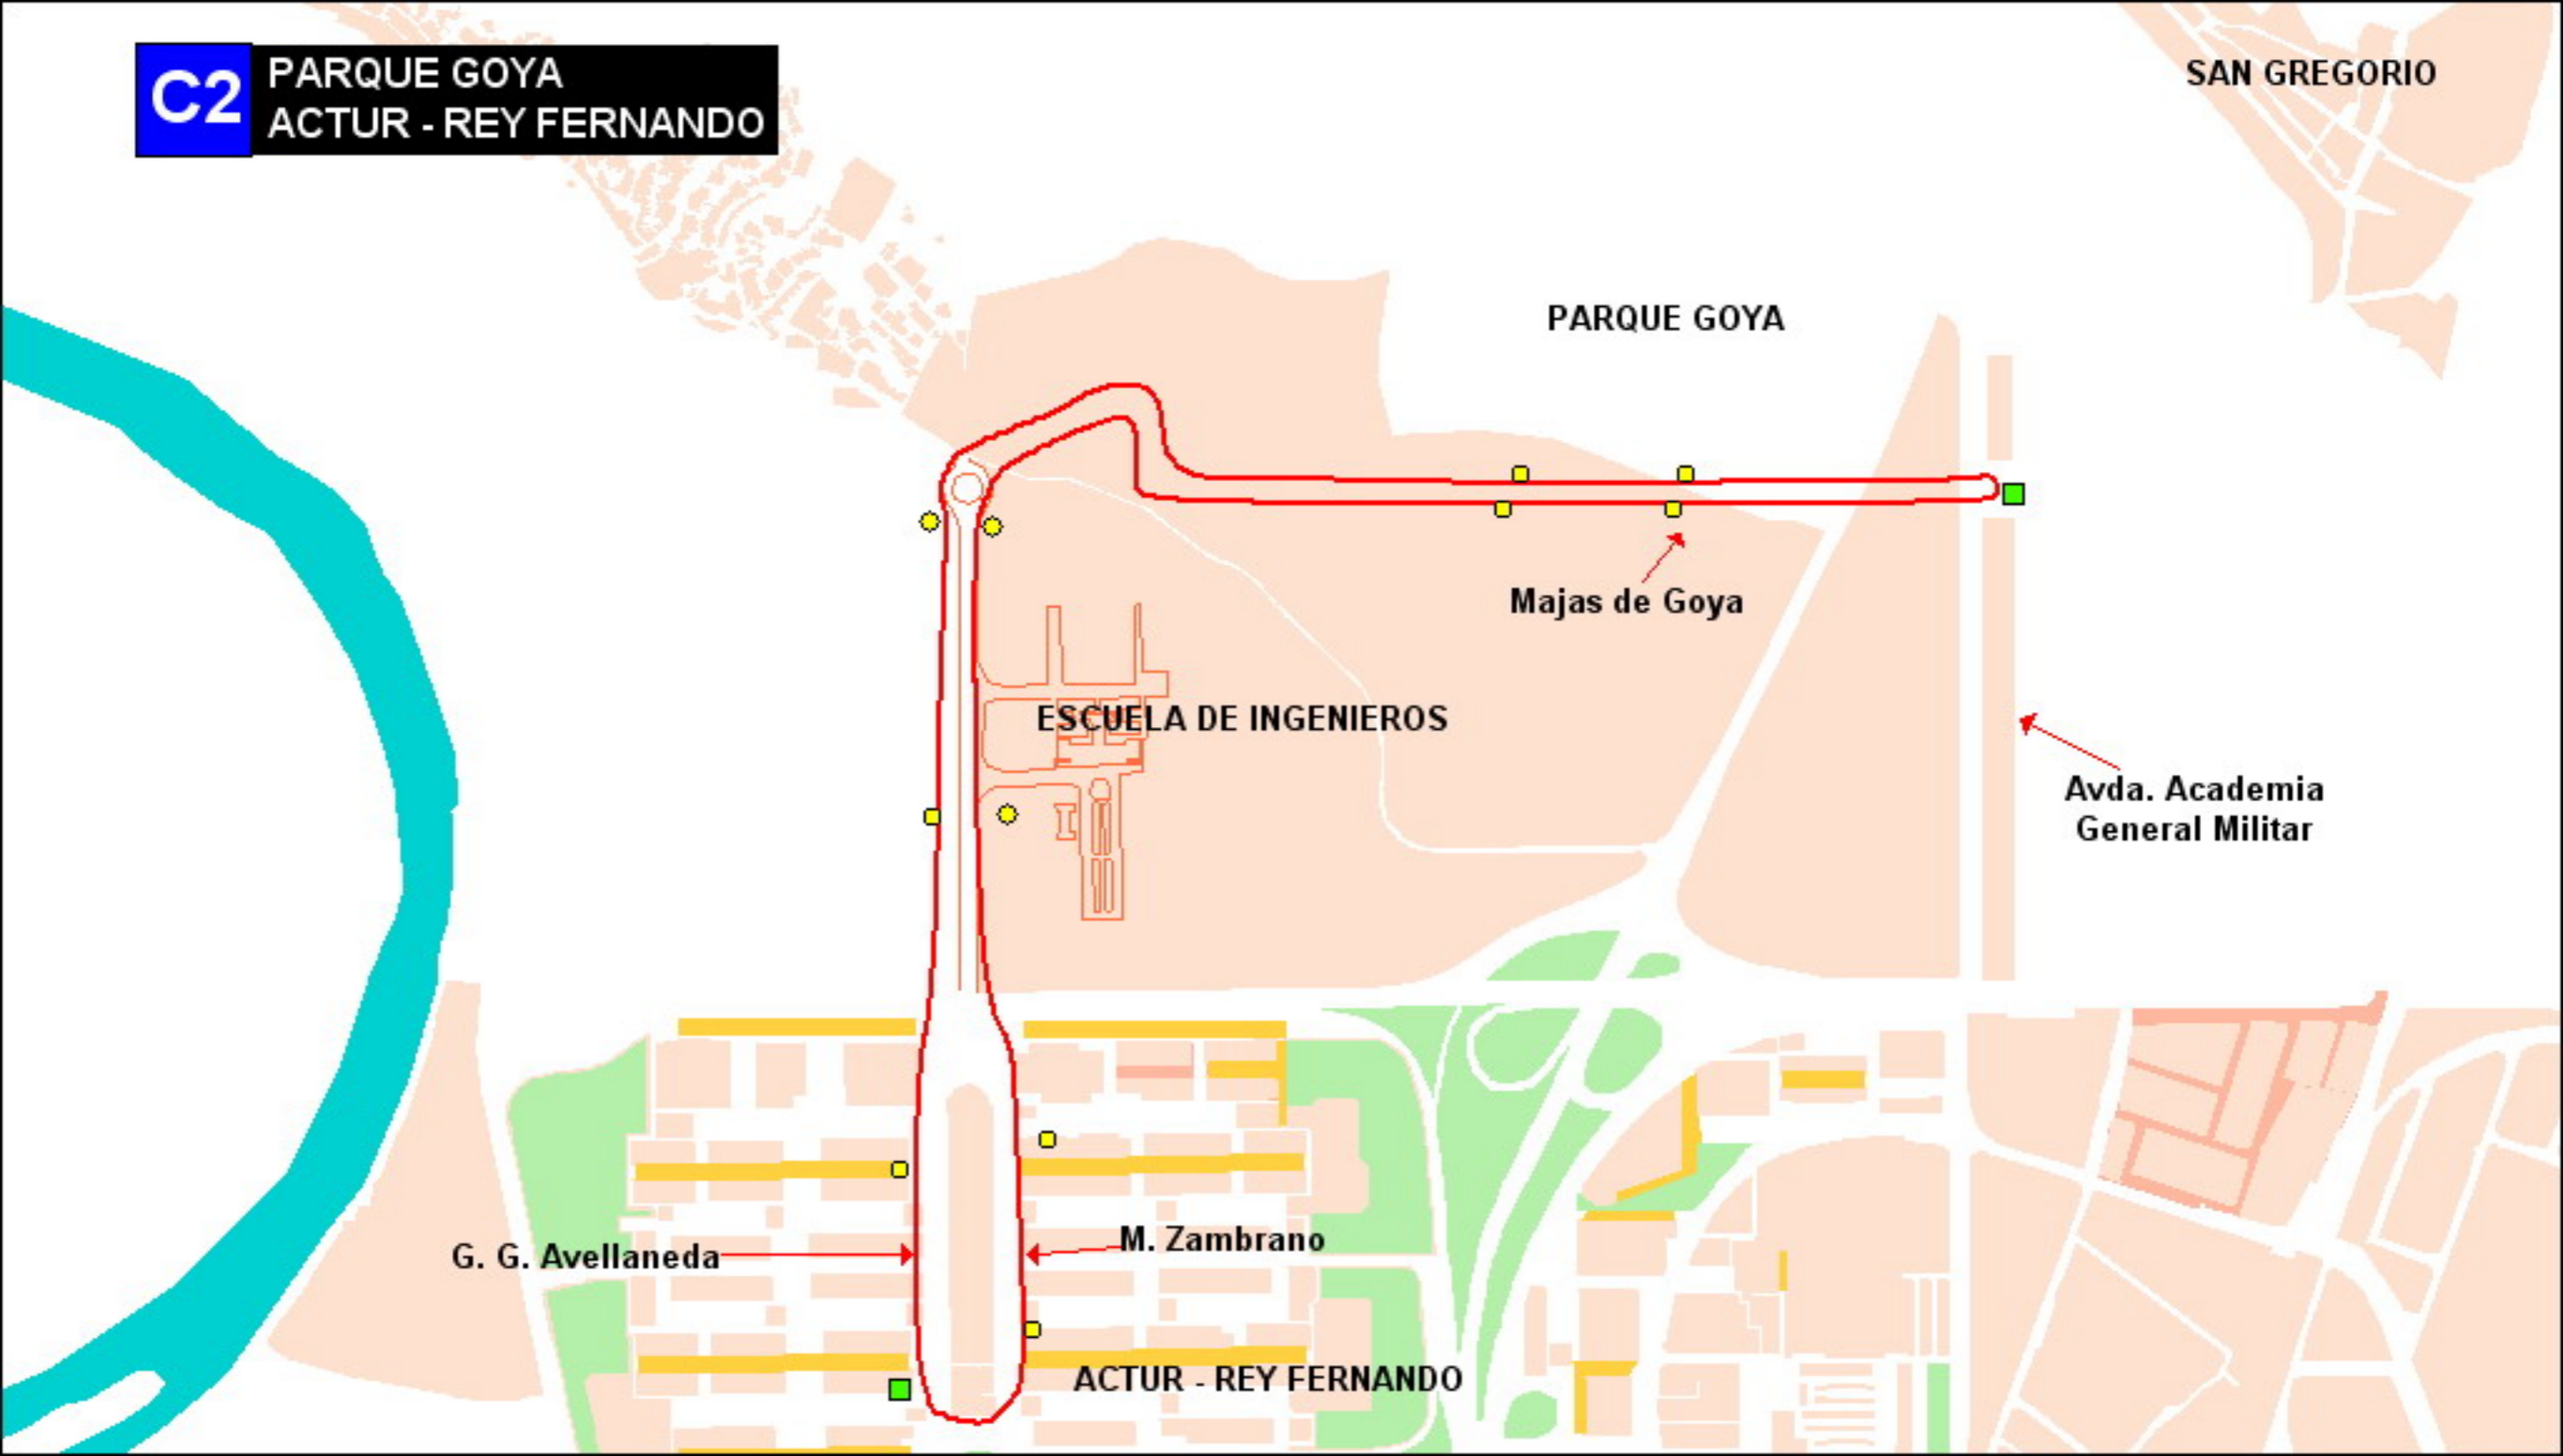 C2
PARQUE GOYA
ACTUR - REY FERNANDO
SAN GREGORIO
PARQUE GOYA
Majas de Goya
ESCUELA DE INGENIEROS
Avda. Academia
General Militar
G. G. Avellaneda
M. Zambrano
ACTUR - REY FERNANDO